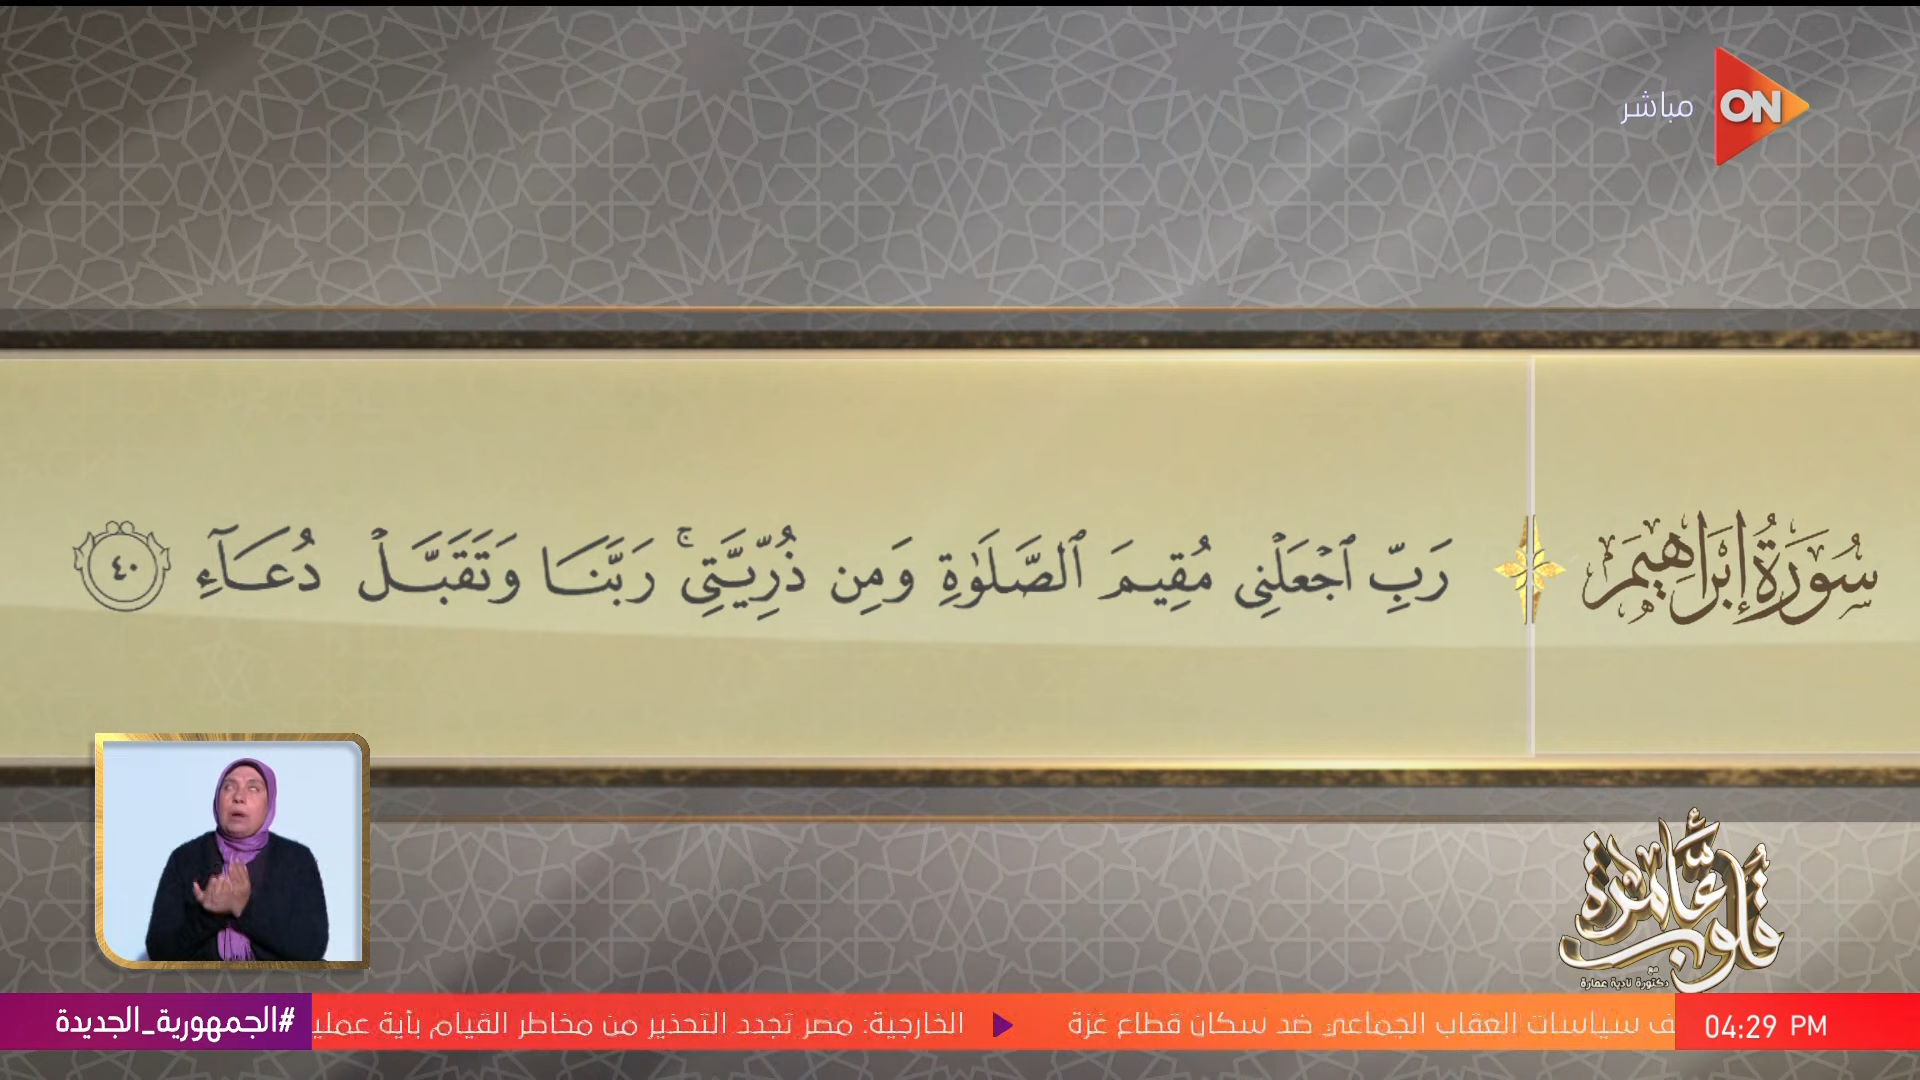 مباشر
ON
سُورَةُ إِبْرَاهِيمَ
رَبِّ ٱجْعَلْنِى مُقِيمَ ٱلصَّلَوٰةِ وَمِن ذُرِّيَّتِى ۚ رَبَّنَا وَتَقَبَّلْ دُعَآءِ ٤٠
قلوب عامرة
دكتورة نادية عمارة
04:29 PM
ف سياسات العقاب الجماعي ضد سكان قطاع غزة
الخارجية: مصر تجدد التحذير من مخاطر القيام بأية عملي
#الجمهورية_الجديدة